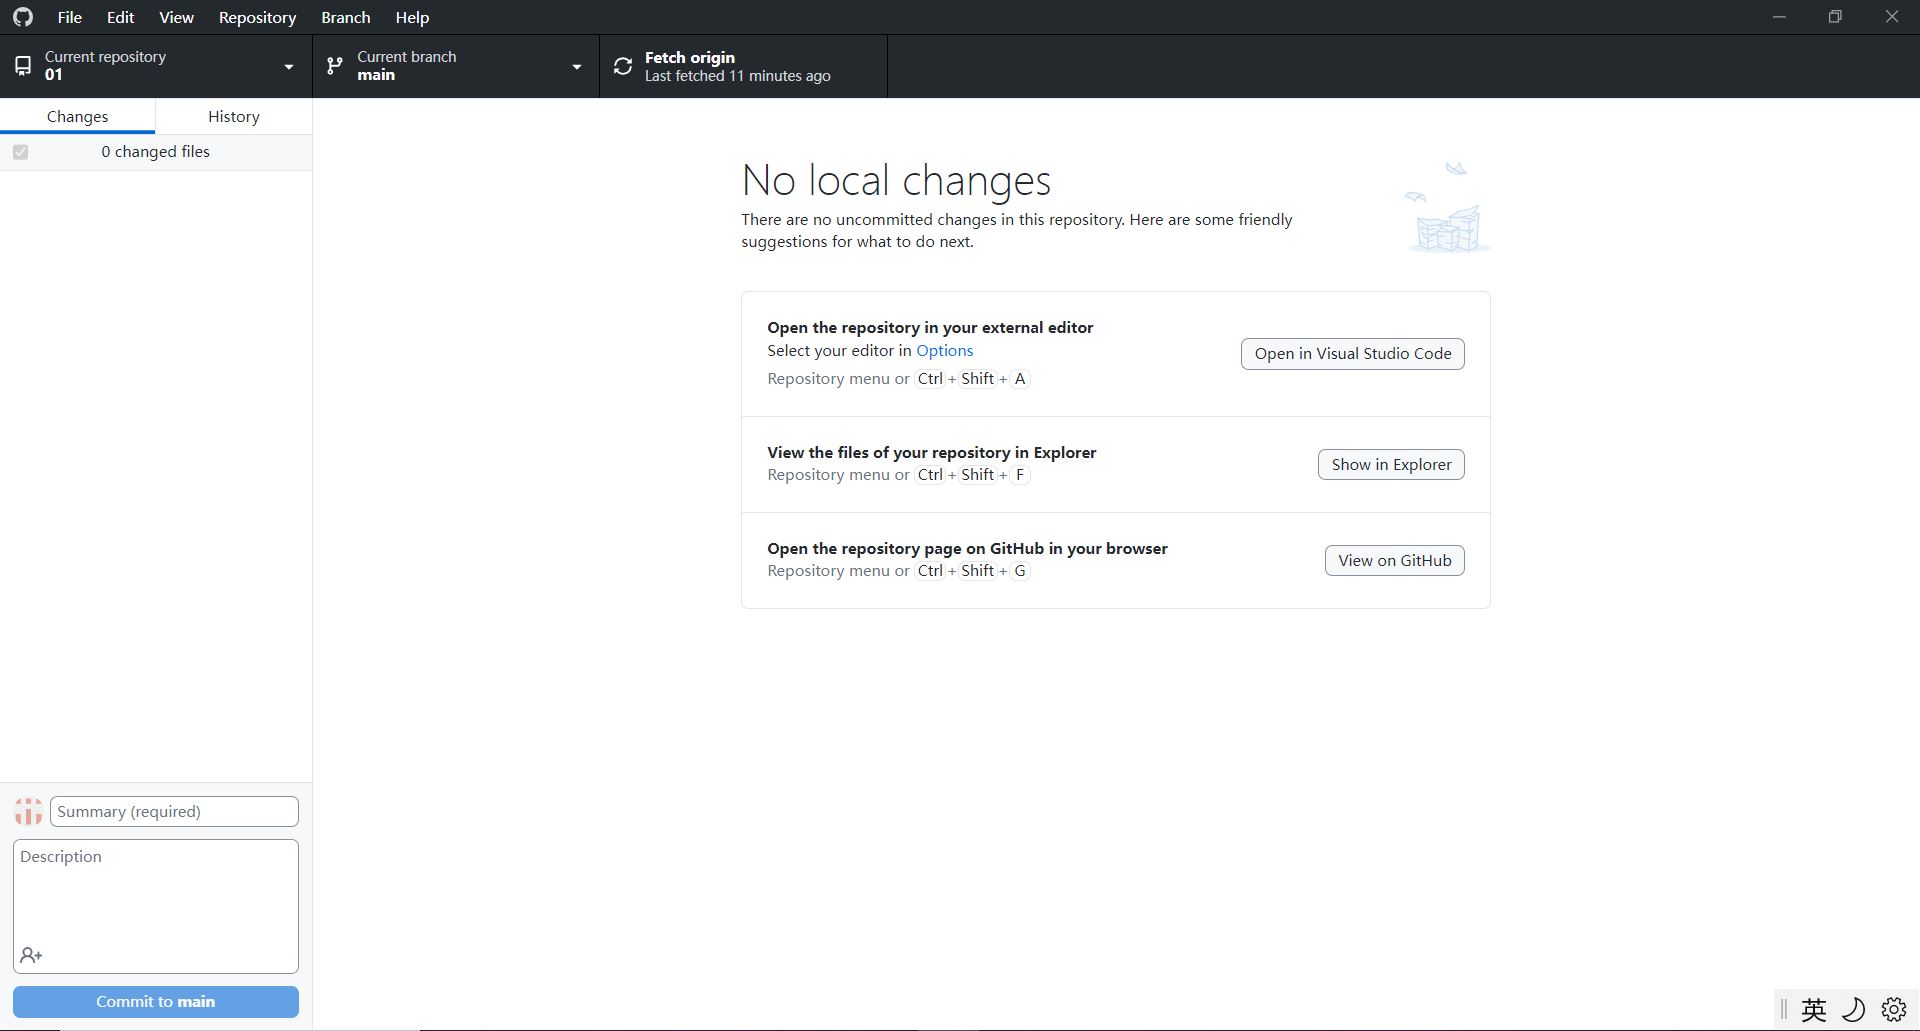 File Edit View Repository Branch Help
Current repository
01
Current branch
main
Fetch origin
Last fetched 11 minutes ago
Changes
History
0 changed files
No local changes
There are no uncommitted changes in this repository. Here are some friendly
suggestions for what to do next.
Open the repository in your external editor
Select your editor in Options
Repository menu or Ctrl + Shift + A
Open in Visual Studio Code
View the files of your repository in Explorer
Repository menu or Ctrl + Shift + F
Show in Explorer
Open the repository page on GitHub in your browser
Repository menu or Ctrl + Shift + G
View on GitHub
Summary (required)
Description
Commit to main
英